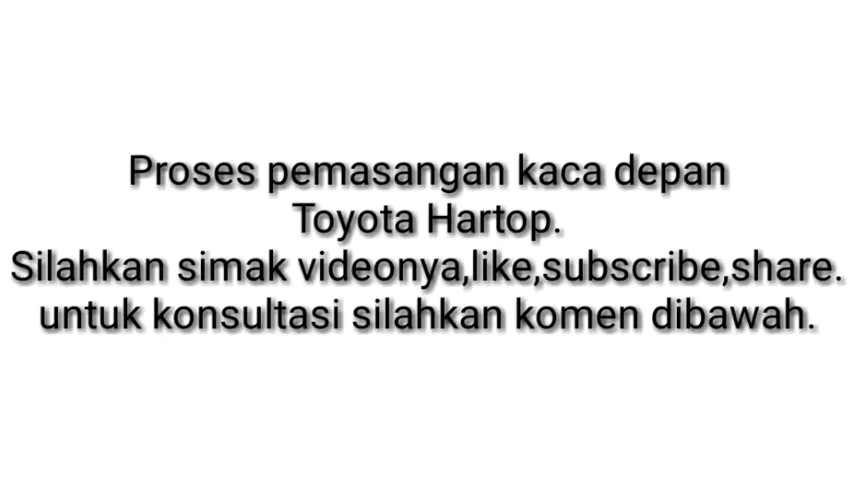 Proses pemasangan kaca depan
Toyota Hartop.
Silahkan simak videonya,like,subscribe,share.
untuk konsultasi silahkan komen dibawah.